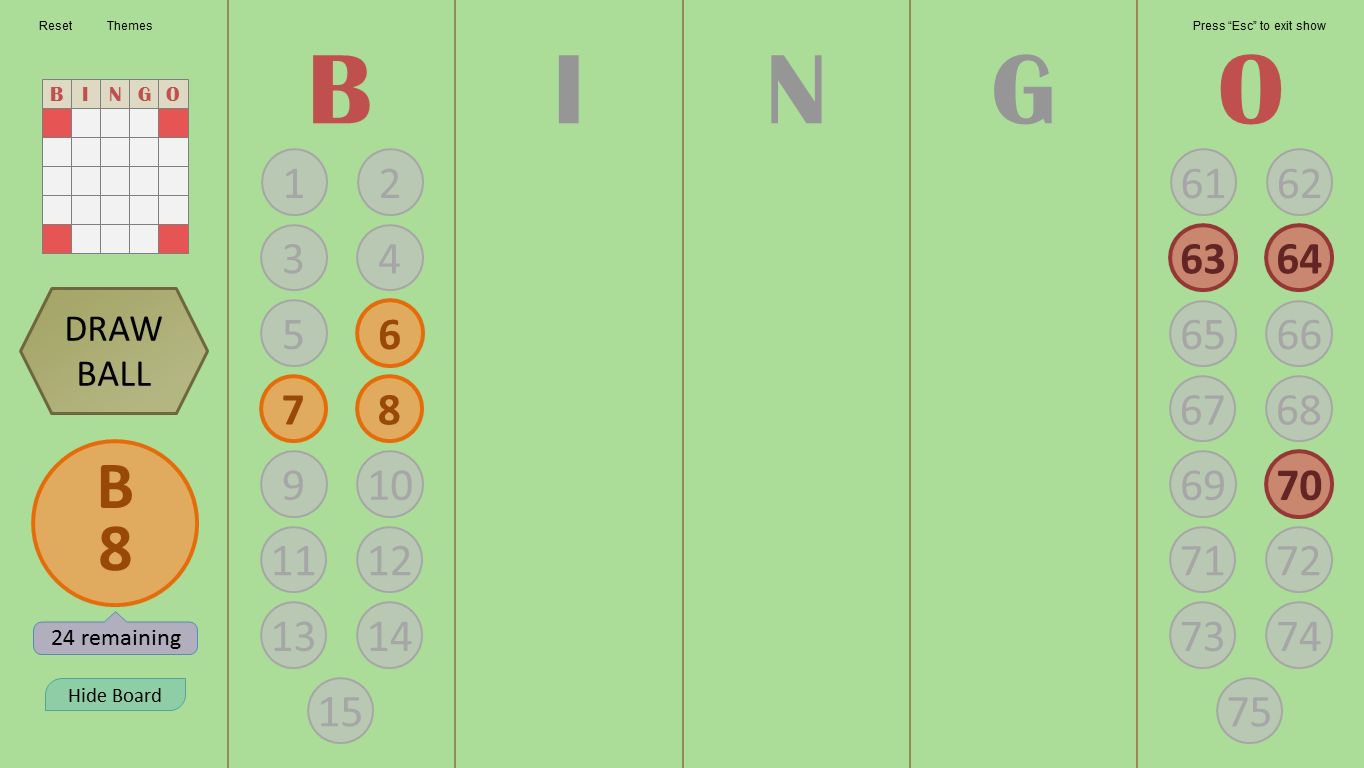 Reset Themes Press “Esc” to exit show
B I N G O
B I N G O
1 2 61 62
3 4 63 64
5 6 65 66
7 8 67 68
9 10 69 70
11 12 71 72
13 14 73 74
15 75
DRAW
BALL
B
8
24 remaining
Hide Board